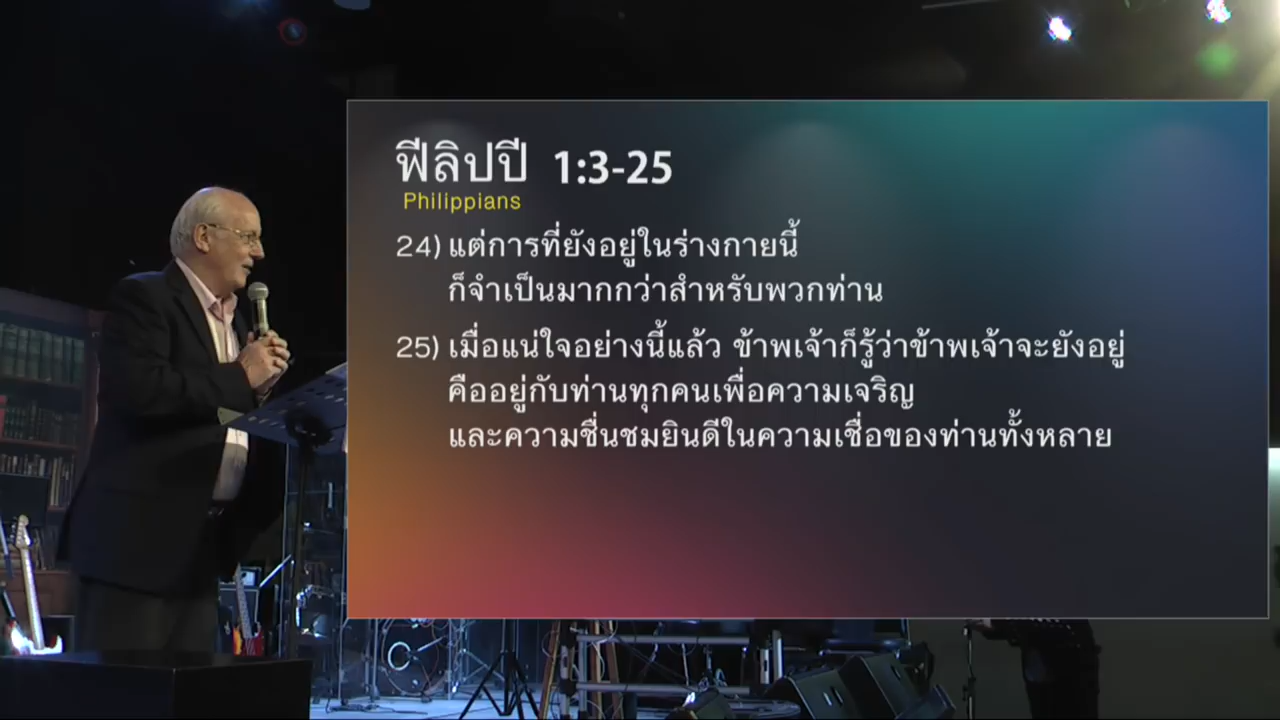 ฟีลิปปี 1:3-25
Philippians
24) แต่การที่ยังอยู่ในร่างกายนี้
ก็จำเป็นมากกว่าสำหรับพวกท่าน
25) เมื่อแน่ใจอย่างนี้แล้ว ข้าพเจ้าก็รู้ว่าข้าพเจ้าจะยังอยู่
คืออยู่กับท่านทุกคนเพื่อความเจริญ
และความชื่นชมยินดีในความเชื่อของท่านทั้งหลาย